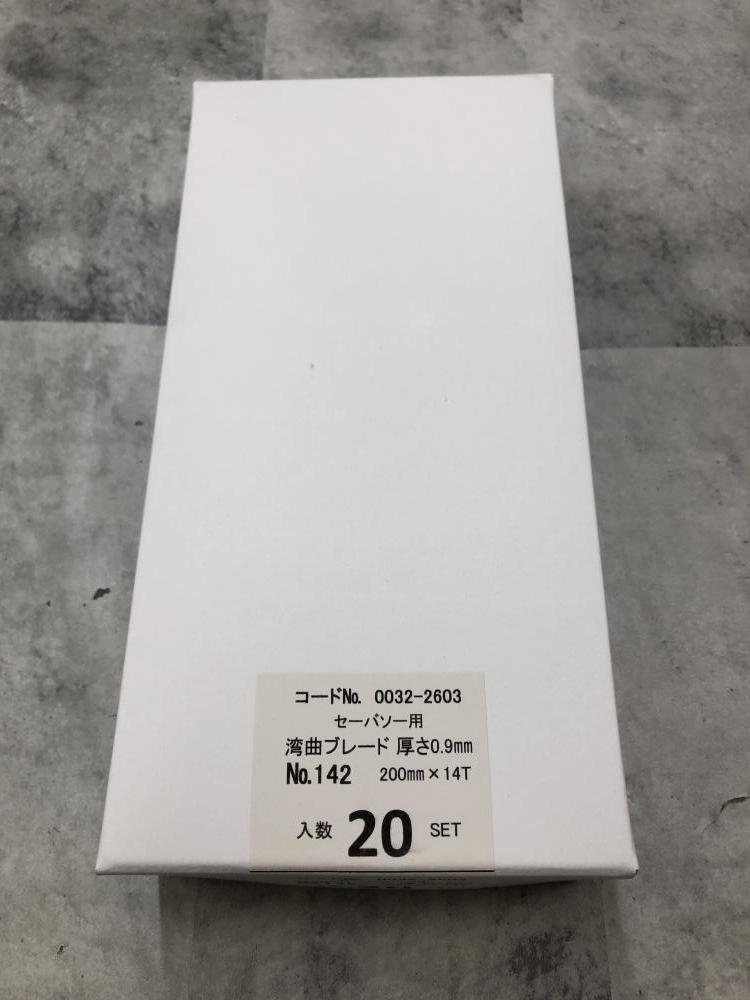 コードNo. 0032-2603
セーバソー用
湾曲ブレード 厚さ0.9mm
No.142 200mm×14T
入数 20 SET